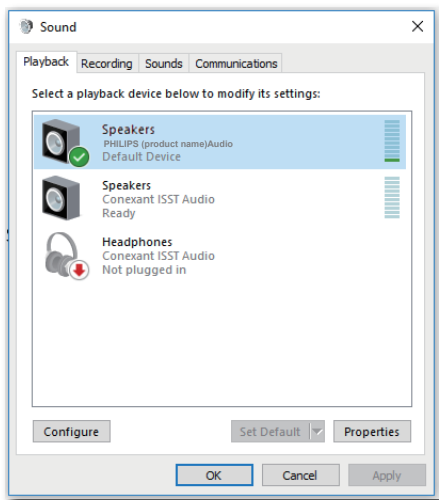 Sound
Playback Recording Sounds Communications
Select a playback device below to modify its settings:
Speakers
PHILIPS (product name)Audio
Default Device
Speakers
Conexant ISST Audio
Ready
Headphones
Conexant ISST Audio
Not plugged in
Configure Set Default Properties
OK Cancel Apply